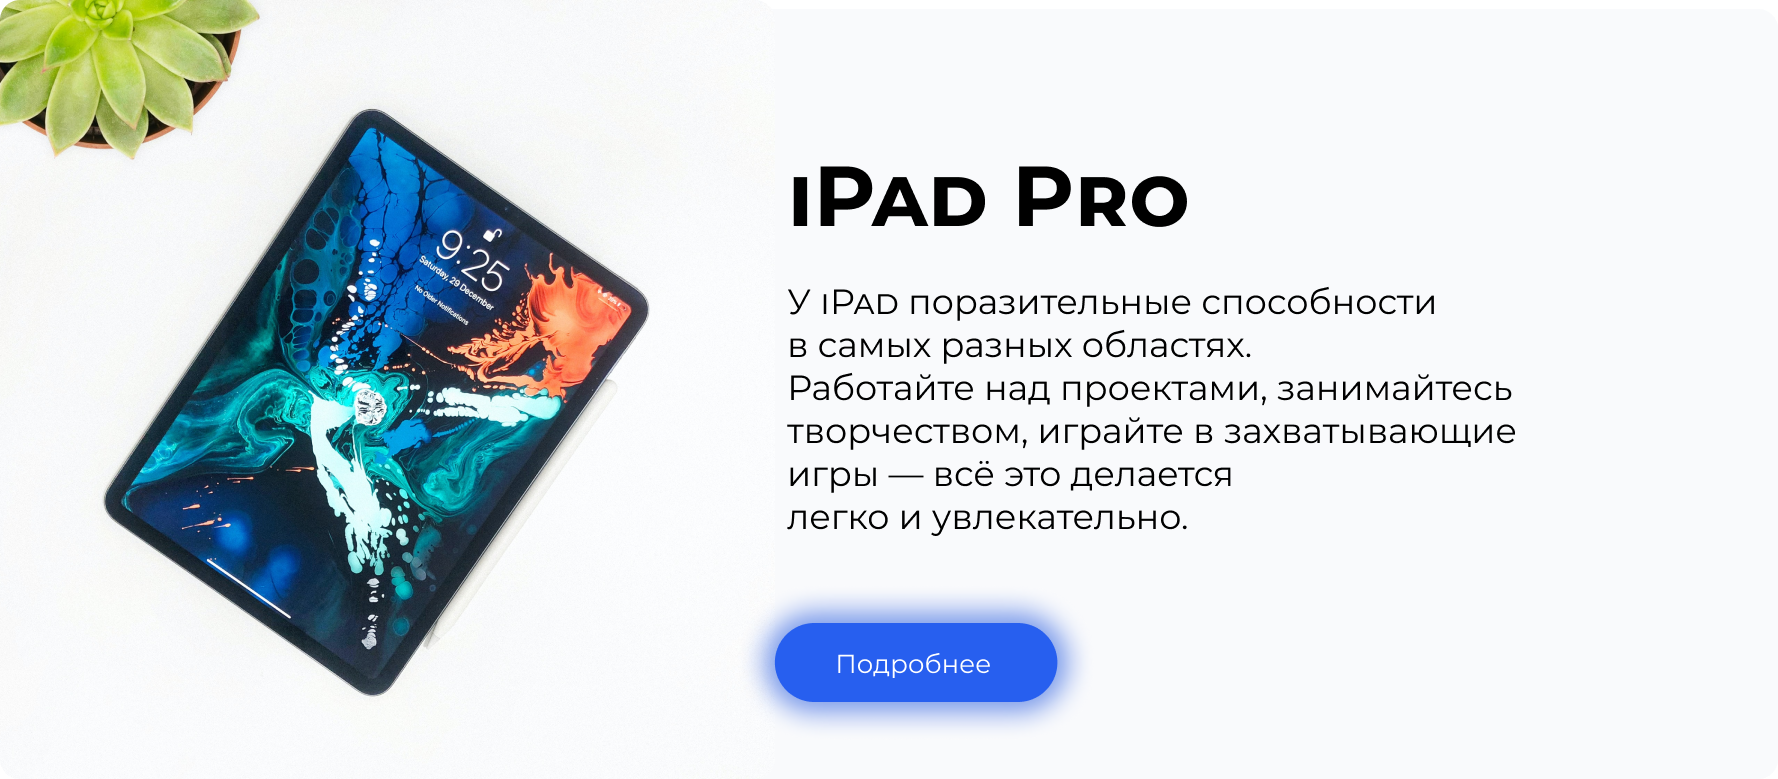 9:25
Saturday, 29 December
No Older Notifications
iPad Pro
У iPad поразительные способности
в самых разных областях.
Работайте над проектами, занимайтесь
творчеством, играйте в захватывающие
игры — всё это делается
легко и увлекательно.
Подробнее